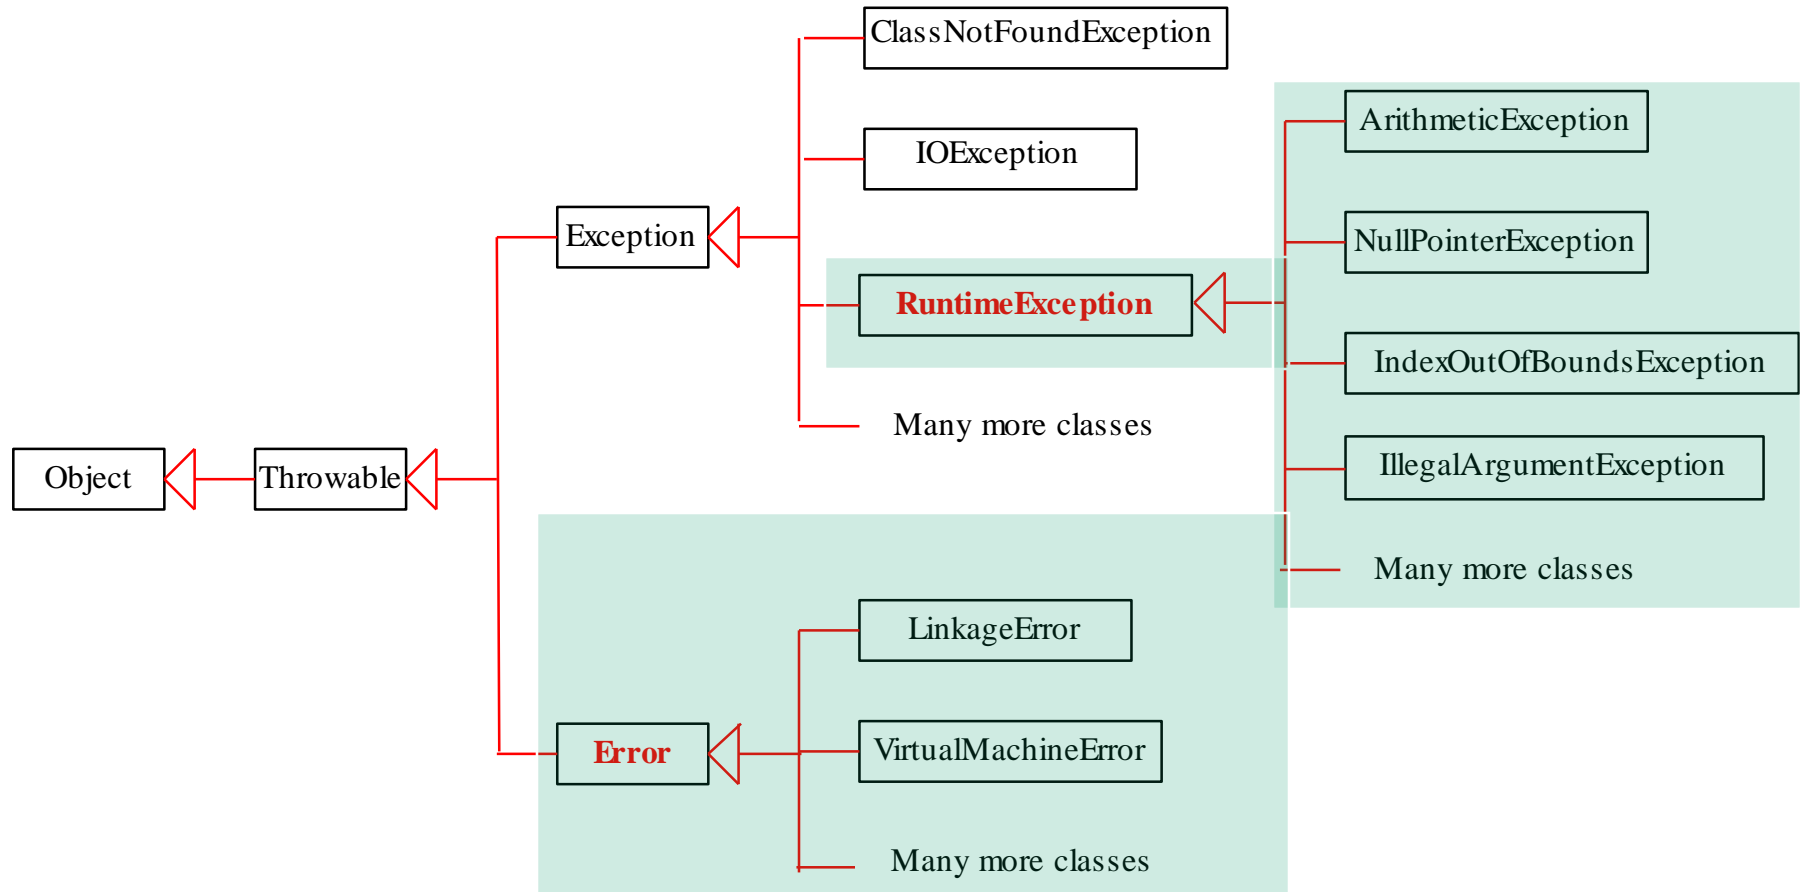 ClassNotFoundException
ArithmeticException
IOException
Exception
NullPointerException
RuntimeException
IndexOutOfBoundsException
Many more classes
Object
Throwable
IllegalArgumentException
Many more classes
LinkageError
Error
VirtualMachineError
Many more classes